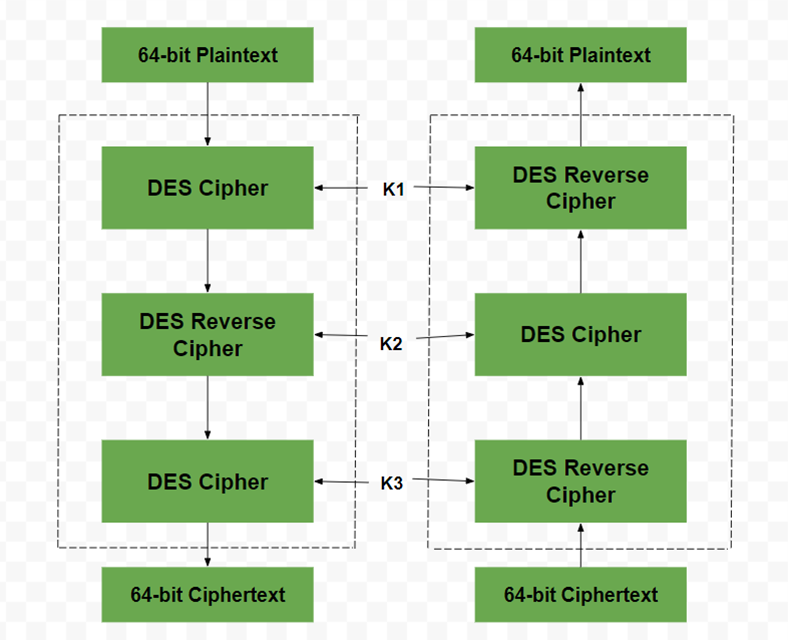 64-bit Plaintext
64-bit Plaintext
DES Cipher
K1
DES Reverse
Cipher
DES Reverse
Cipher
K2
DES Cipher
DES Cipher
K3
DES Reverse
Cipher
64-bit Ciphertext
64-bit Ciphertext